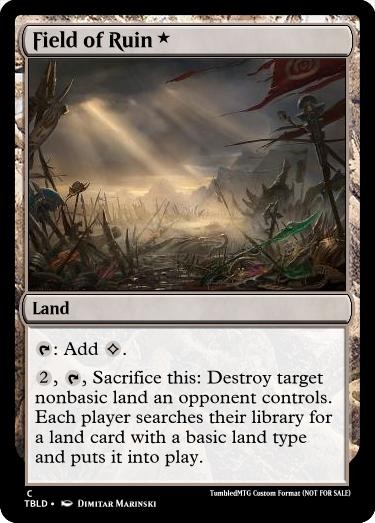 Field of Ruin ★
Land
: Add .
2, , Sacrifice this: Destroy target
nonbasic land an opponent controls.
Each player searches their library for
a land card with a basic land type
and puts it into play.
C
TumbledMTG Custom Format (NOT FOR SALE)
TBLD • Dimitar Marinski